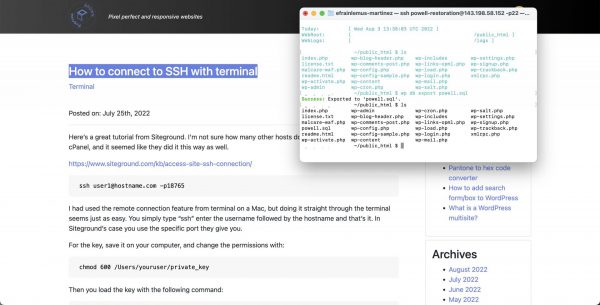 Pixel perfect and responsive websites
How to connect to SSH with terminal
Terminal
Posted on: July 25th, 2022
Here's a great tutorial from Siteground. I'm not sure how many other hosts do
cPanel, and it seemed like they did it this way as well.
https://www.siteground.com/kb/access-site-ssh-connection/
ssh user1@hostname.com -p18765
I had used the remote connection feature from terminal on a Mac, but doing it straight through the terminal
seems just as easy. You simply type "ssh" enter the username followed by the hostname and that's it. In
Siteground's case you use the specific port they give you.
For the key, save it on your computer, and change the permissions with:
chmod 600 /Users/youruser/private_key
Then you load the key with the following command:
efrainlemus-martinez — ssh powell-restoration@143.198.58.152 -p22
Today: [ Wed Aug 3 13:38:03 UTC 2022 ]
WebRoot: [ /public_html ]
Weblogs: [ /logs ]
~/public_html $ ls
index.php wp-blog-header.php wp-cron.php wp-mail.php
license.txt wp-comments-post.php wp-includes wp-settings.php
malcare-waf.php wp-config.php wp-links-opml.php wp-signup.php
readme.html wp-config-sample.php wp-load.php wp-trackback.php
wp-activate.php wp-content wp-login.php xmlrpc.php
wp-admin
~/public_html $ wp db export powell.sql
Success: Exported to 'powell.sql'.
~/public_html $ ls
index.php wp-admin wp-cron.php wp-salt.php
license.txt wp-blog-header.php wp-includes wp-settings.php
malcare-waf.php wp-comments-post.php wp-links-opml.php wp-signup.php
powell.sql wp-config.php wp-load.php wp-trackback.php
readme.html wp-config-sample.php wp-login.php xmlrpc.php
wp-activate.php wp-content wp-mail.php
~/public_html $
Pantone to hex code
converter
How to add search
form/box to WordPress
What is a WordPress
multisite?
Archives
August 2022
July 2022
June 2022
May 2022